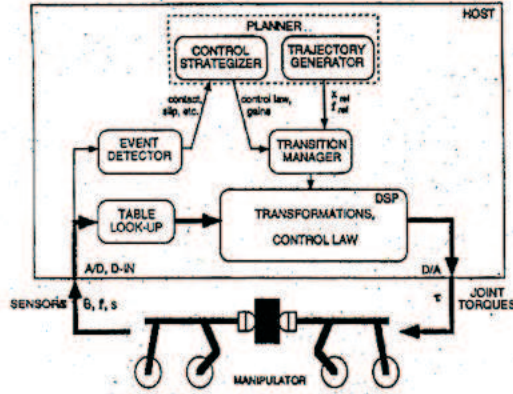 HOST
PLANNER
CONTROL
STRATEGIZER
TRAJECTORY
GENERATOR
contact,
slip, etc.
control law,
gains
x ref
f ref
EVENT
DETECTOR
TRANSITION
MANAGER
TABLE
LOOK-UP
DSP
TRANSFORMATIONS,
CONTROL LAW
A/D, D-IN
D/A
SENSORS
θ, f, s
τ
JOINT
TORQUES
MANIPULATOR